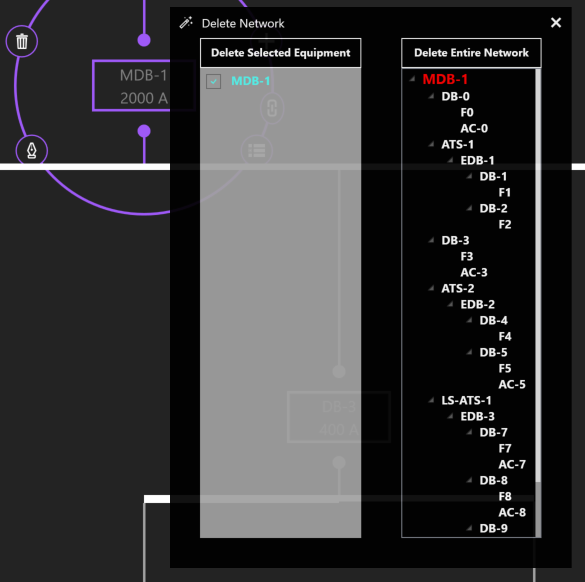 Delete Network
Delete Selected Equipment
Delete Entire Network
MDB-1
2000 A
MDB-1
MDB-1
DB-0
F0
AC-0
ATS-1
EDB-1
DB-1
F1
DB-2
F2
DB-3
F3
AC-3
ATS-2
EDB-2
DB-4
F4
DB-5
F5
AC-5
LS-ATS-1
EDB-3
DB-7
F7
AC-7
DB-8
F8
AC-8
DB-9
DB-3
400 A